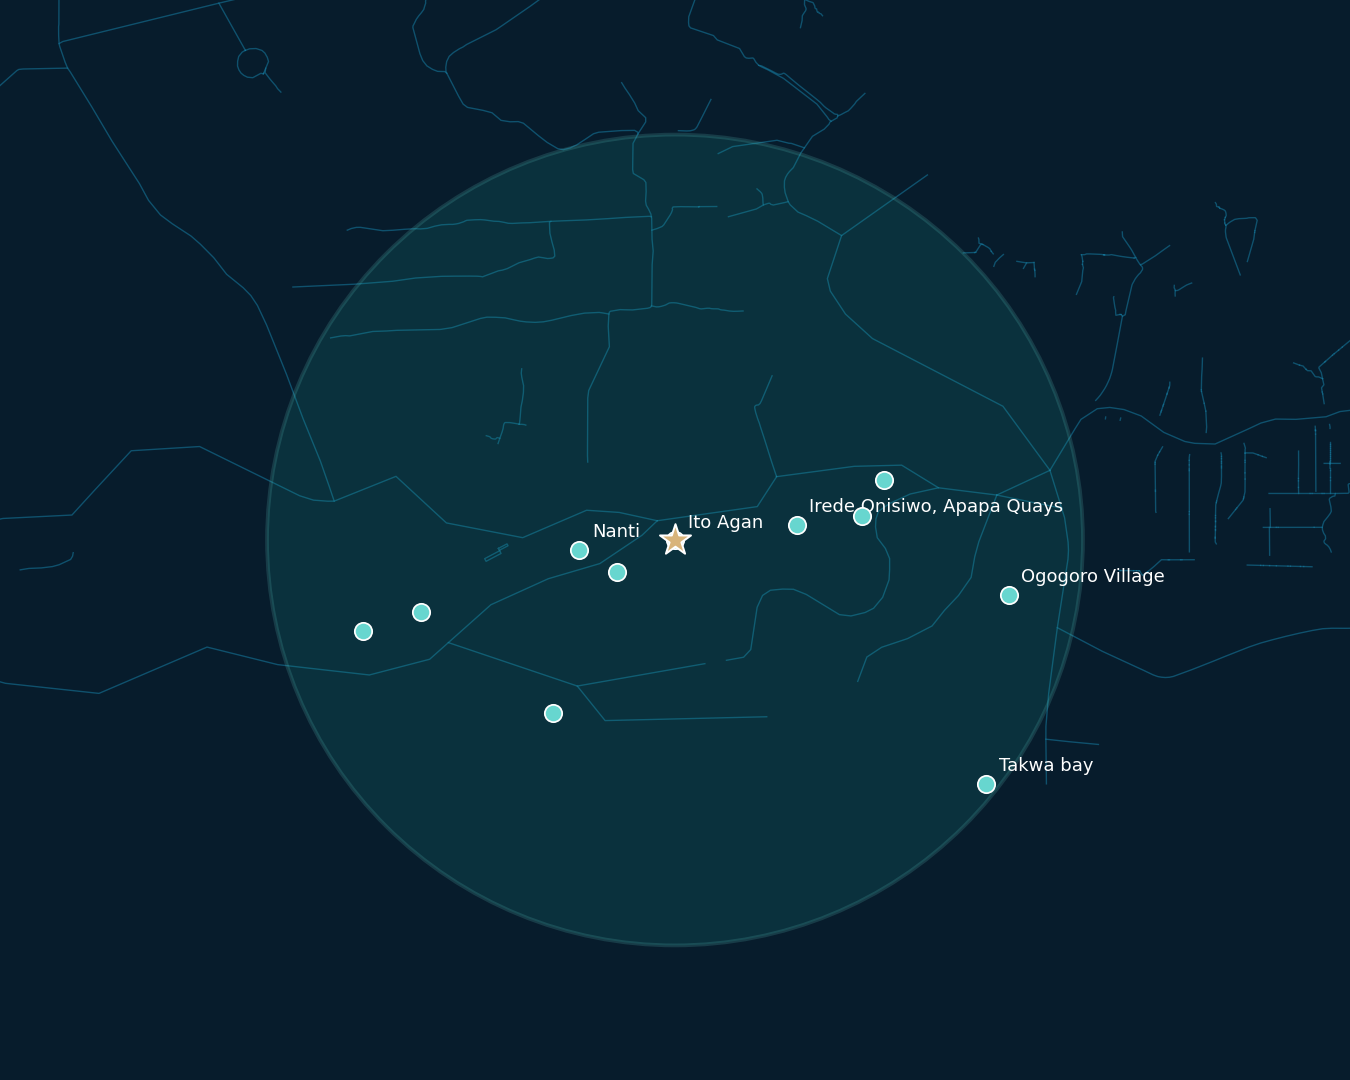 Irede Onisiwo, Apapa Quays
Ito Agan
Nanti
Ogogoro Village
Takwa bay